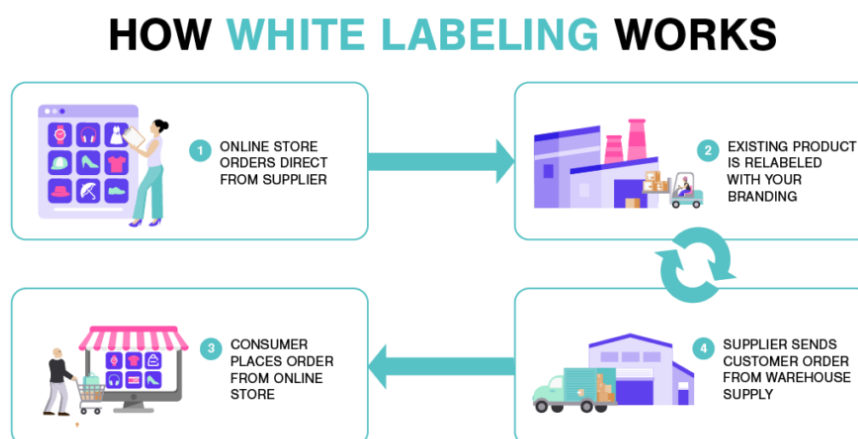 HOW WHITE LABELING WORKS
1
ONLINE STORE
ORDERS DIRECT
FROM SUPPLIER
2
EXISTING PRODUCT
IS RELABELED
WITH YOUR
BRANDING
3
CONSUMER
PLACES ORDER
FROM ONLINE
STORE
4
SUPPLIER SENDS
CUSTOMER ORDER
FROM WAREHOUSE
SUPPLY